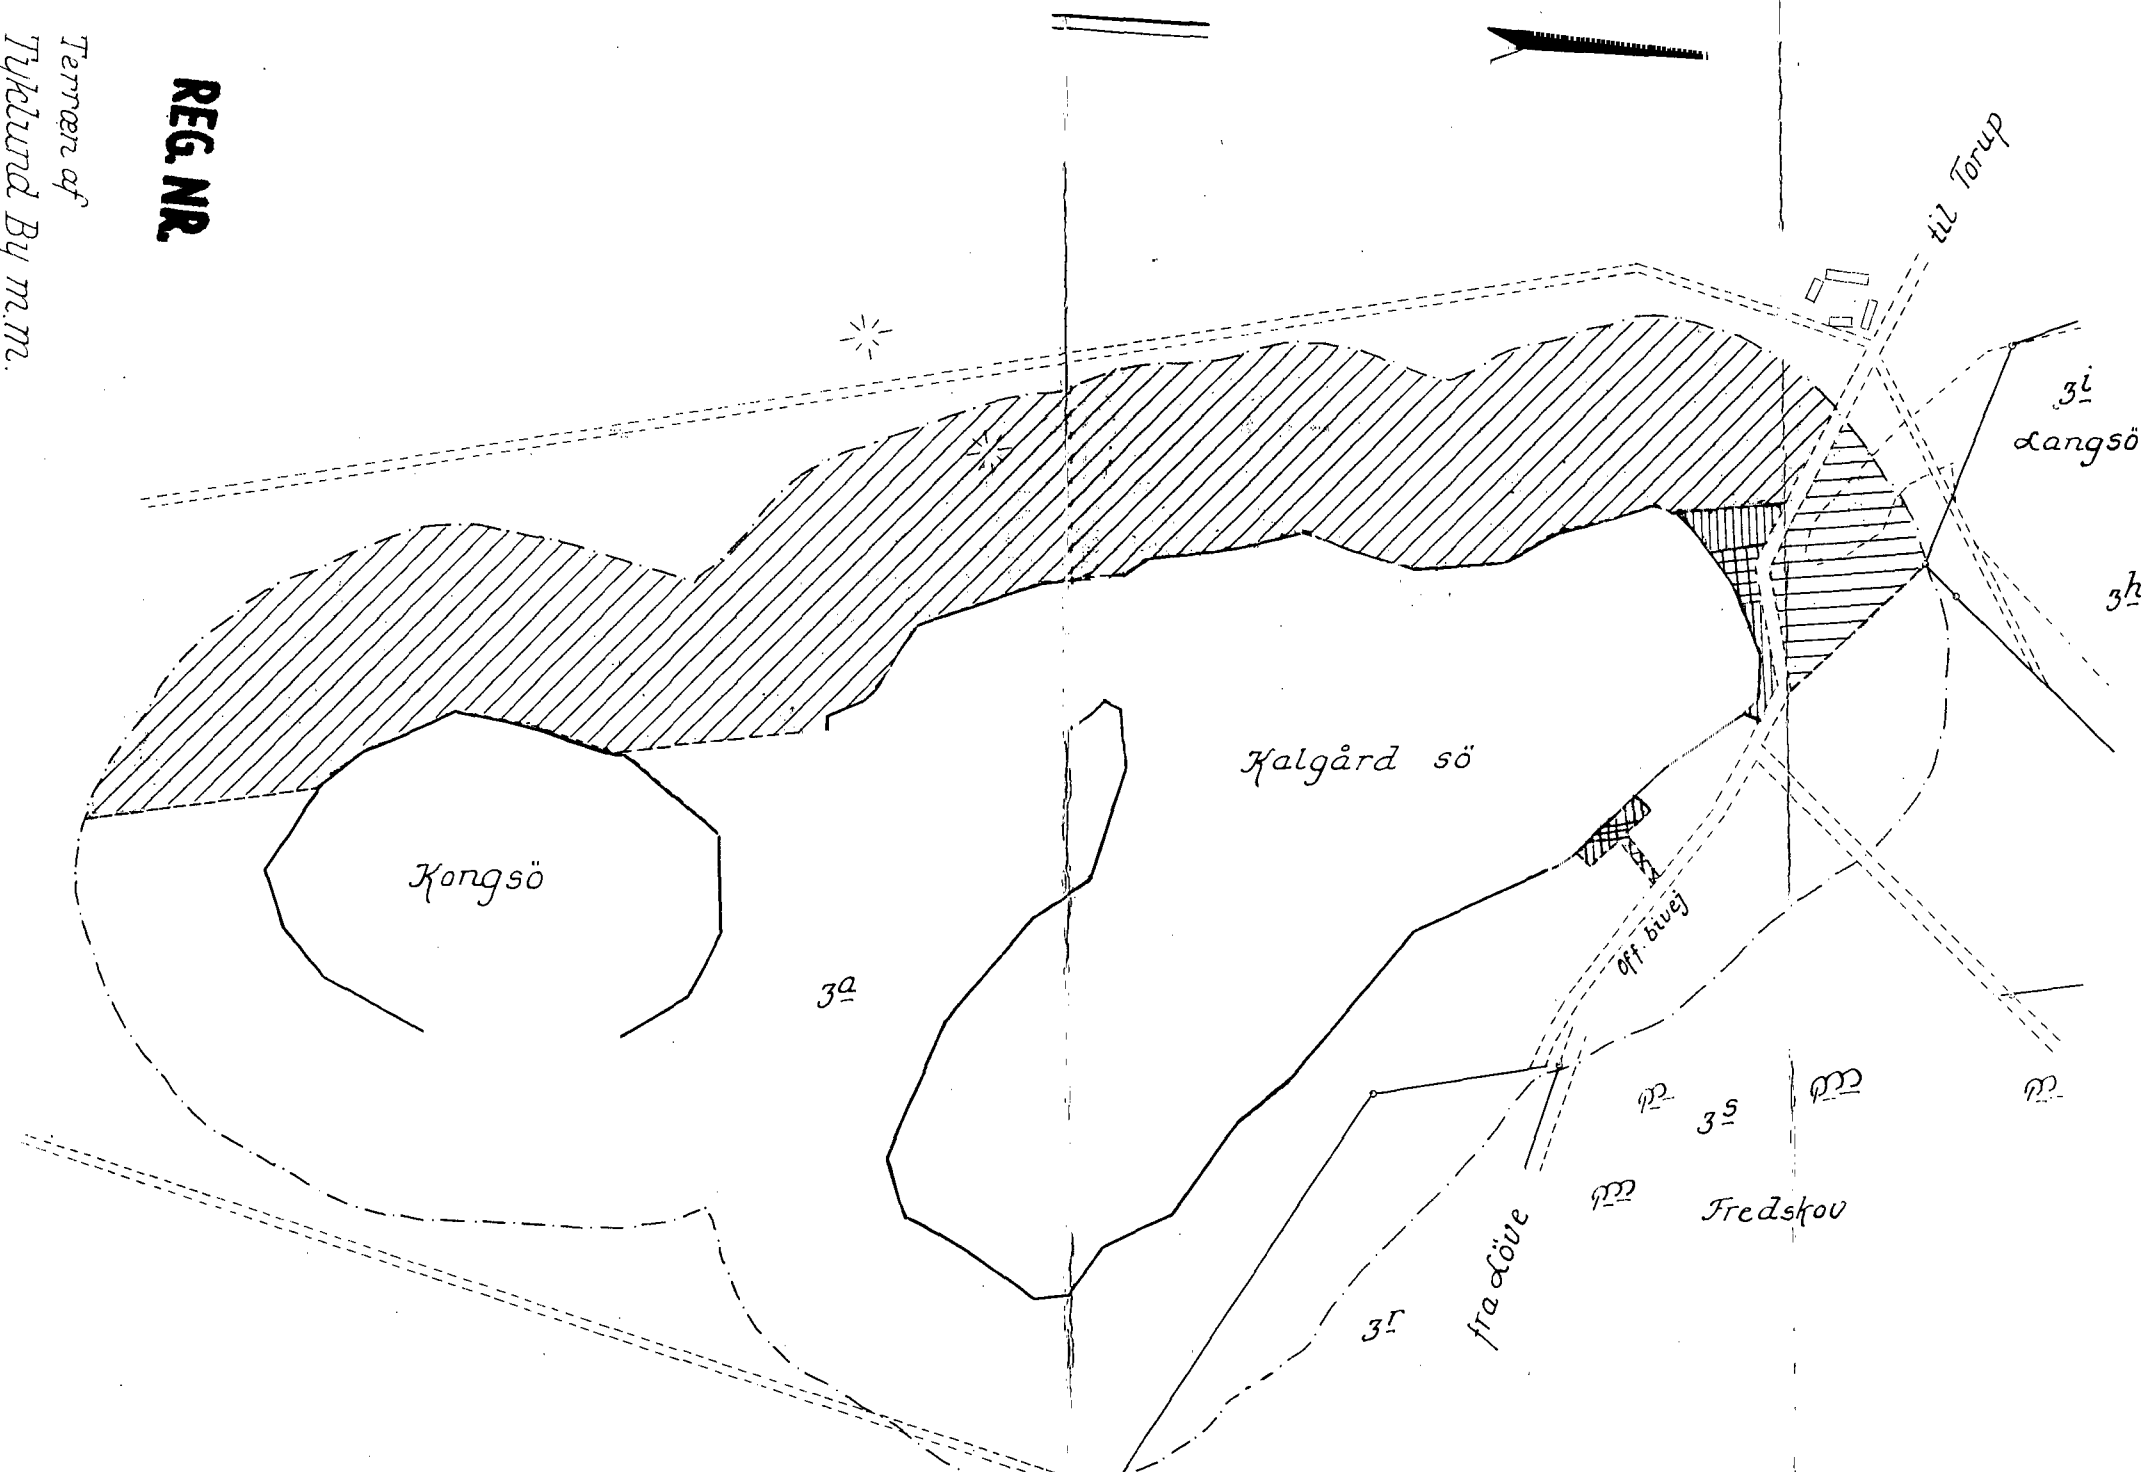 REG. NR.
Terræn af
Tyklund By m.m.
til Torup
3i
Langsö
3h
Kalgård sö
Kongsö
3a
Off. bivej
3s
Fredskov
fra Löve
3r